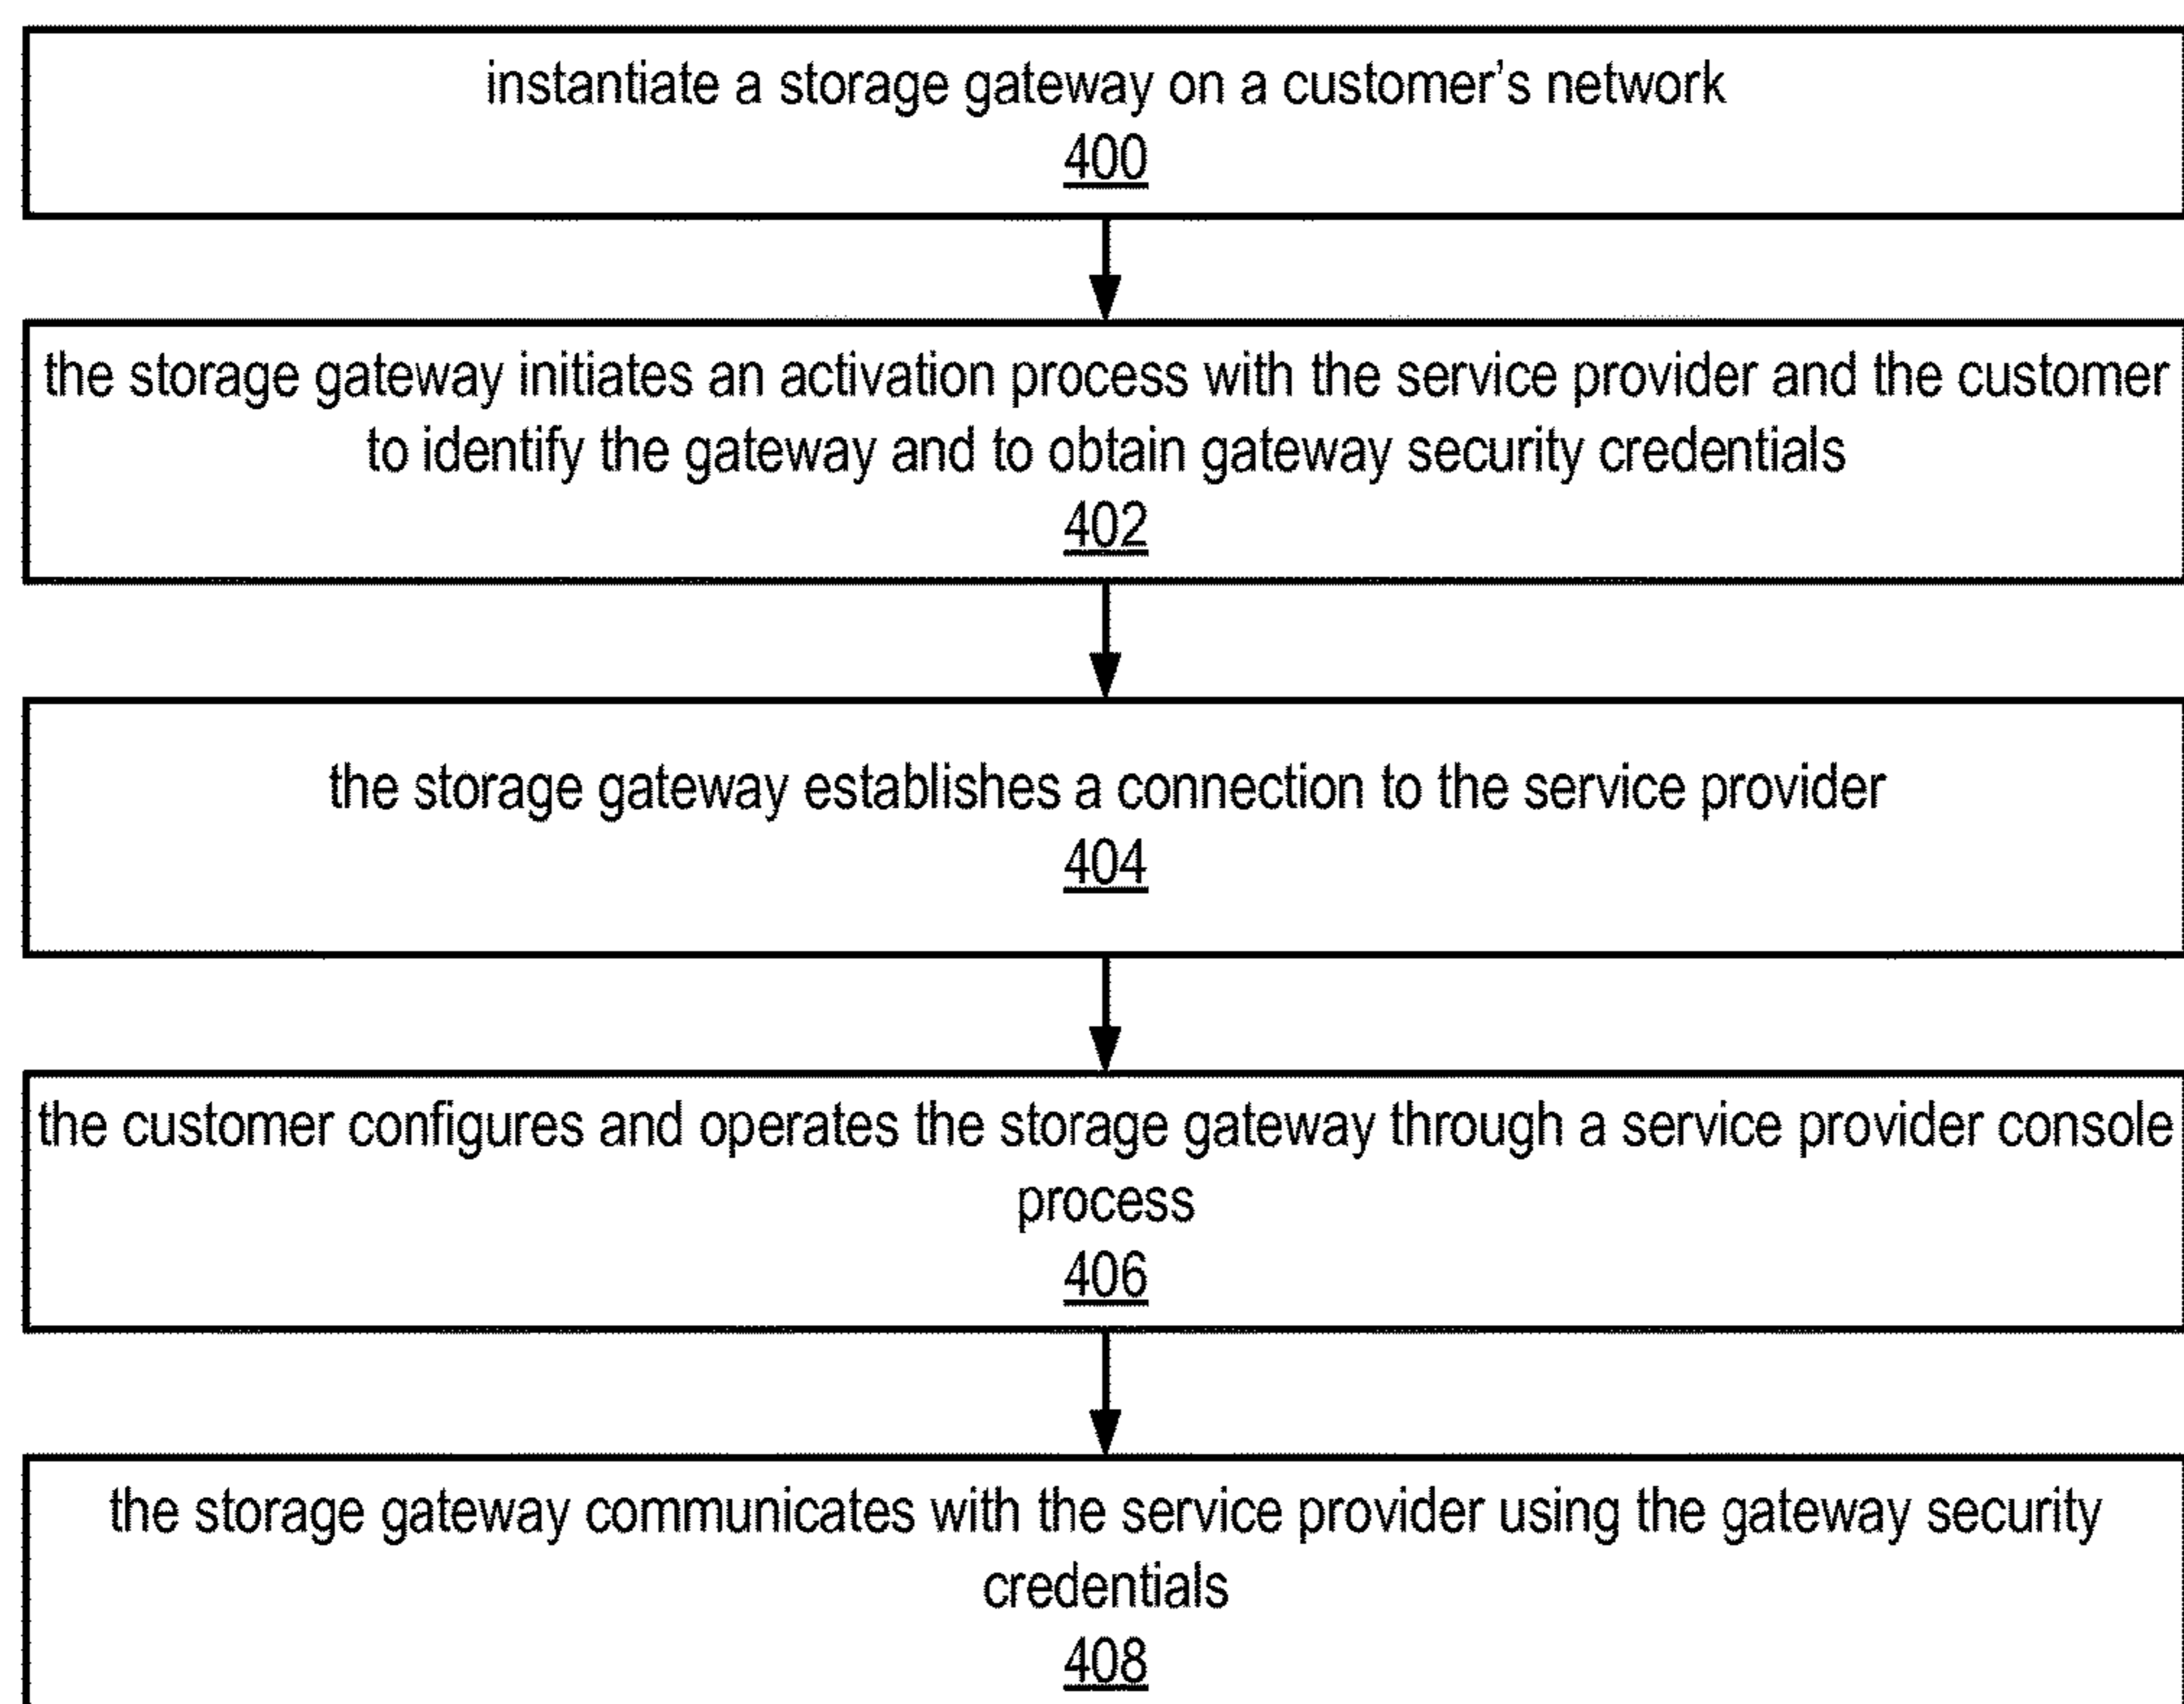 instantiate a storage gateway on a customer's network
400
the storage gateway initiates an activation process with the service provider and the customer
to identify the gateway and to obtain gateway security credentials
402
the storage gateway establishes a connection to the service provider
404
the customer configures and operates the storage gateway through a service provider console
process
406
the storage gateway communicates with the service provider using the gateway security
credentials
408